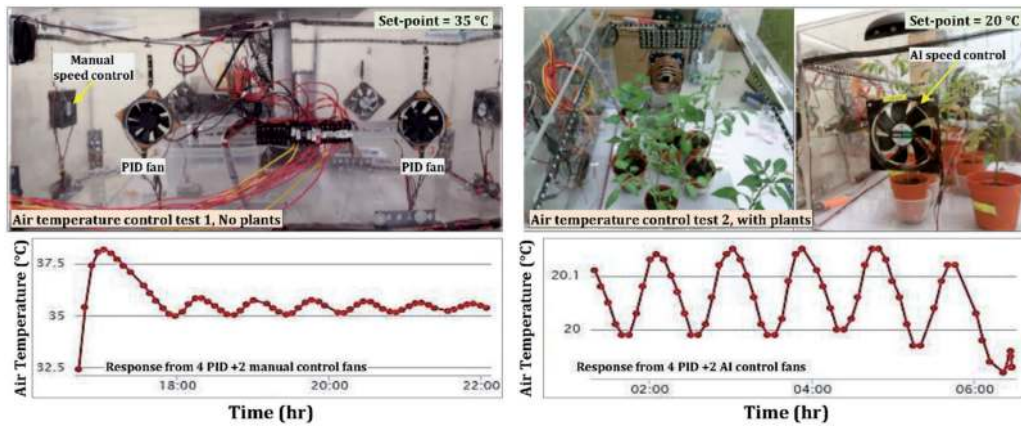 Set-point = 35 °C
Manual
speed control
PID fan
PID fan
Air temperature control test 1, No plants
Set-point = 20 °C
AI speed control
Air temperature control test 2, with plants
Air Temperature (°C)
37.5
35
32.5
Response from 4 PID +2 manual control fans
18:00
20:00
22:00
Time (hr)
Air Temperature (°C)
20.1
20
Response from 4 PID +2 AI control fans
02:00
04:00
06:00
Time (hr)